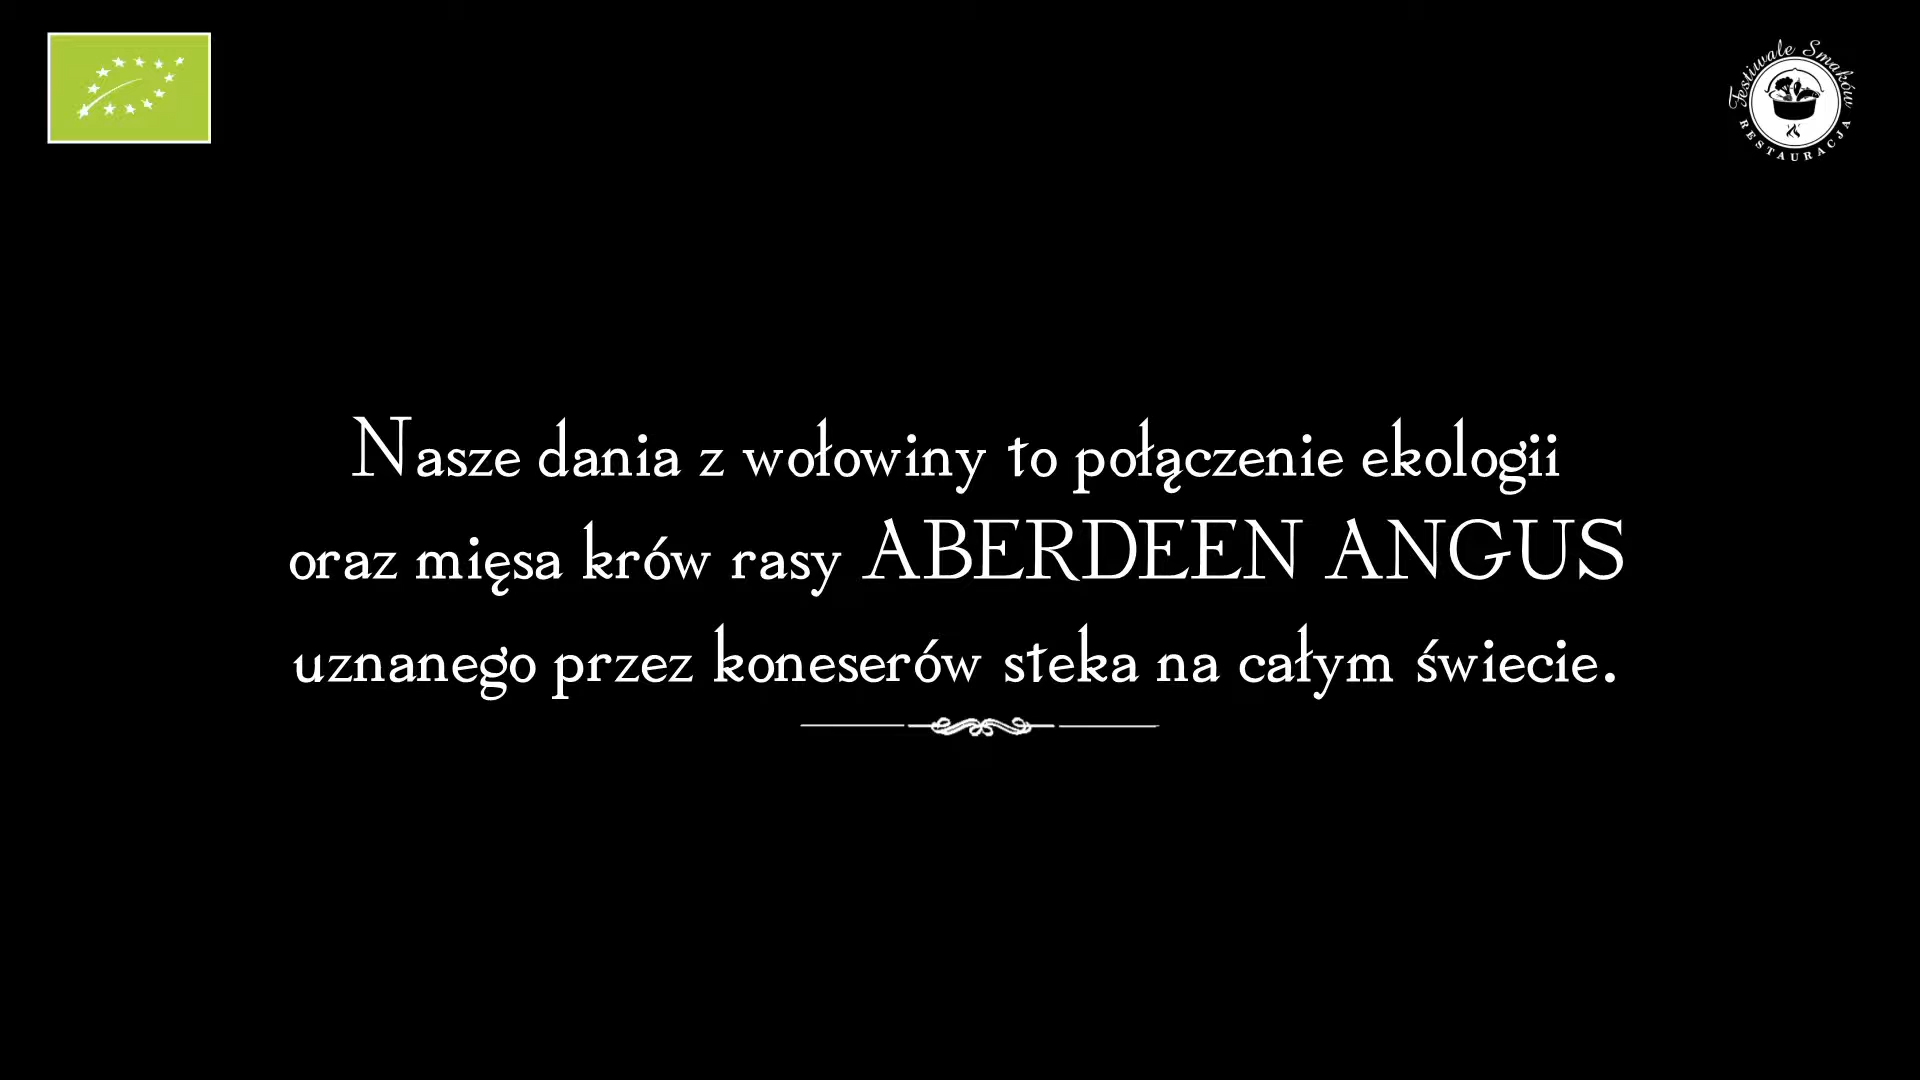 Festiwale Smaków
RESTAURACJA
Nasze dania z wołowiny to połączenie ekologii
oraz mięsa krów rasy ABERDEEN ANGUS
uznanego przez koneserów steka na całym świecie.